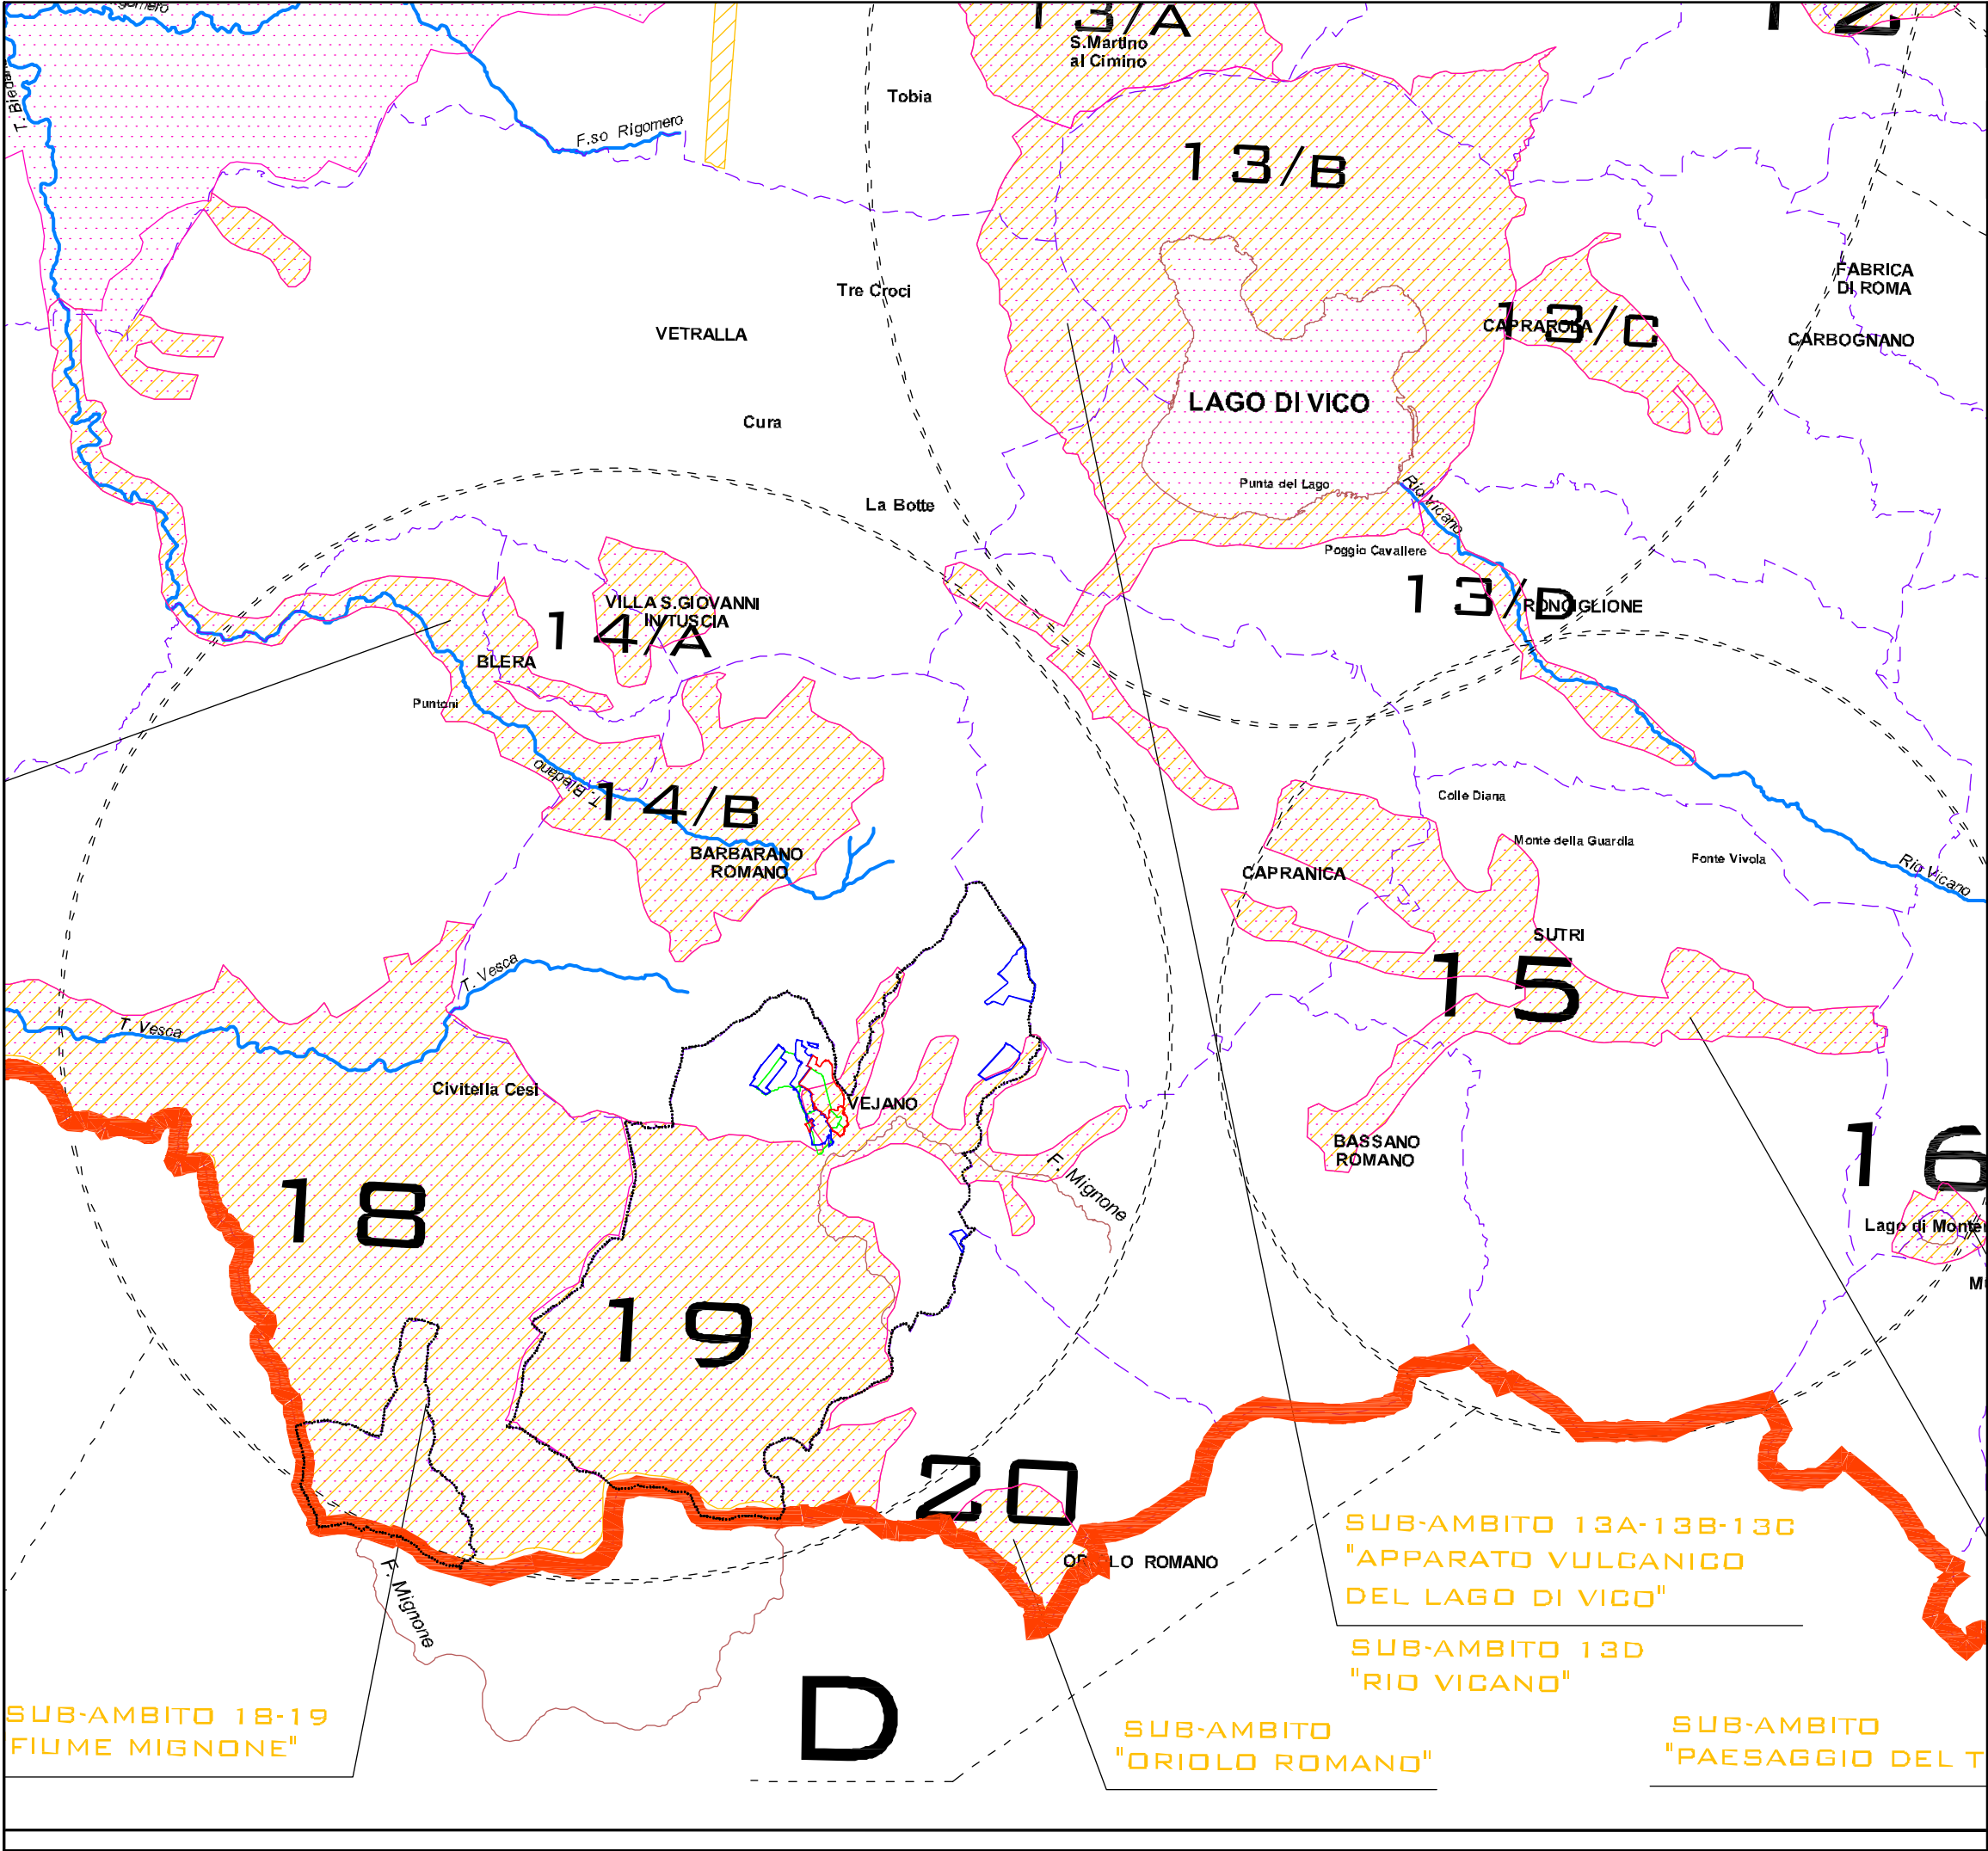 13/A
12
S.Martino
al Cimino
Tobia
F.so Rigomero
13/B
FABRICA
DI ROMA
Tre Croci
VETRALLA
CAPRAROLA
13/C
CARBOGNANO
LAGO DI VICO
Cura
Punta del Lago
Rio Vicano
La Botte
Poggio Cavaliere
13/D
RONCIGLIONE
VILLA S.GIOVANNI
IN TUSCIA
14/A
BLERA
Puntoni
T. Biedano
14/B
BARBARANO
ROMANO
Colle Diana
Monte della Guardia
Fonte Vivola
Rio Vicano
CAPRANICA
SUTRI
15
T. Vesca
T. Vesca
Civitella Cesi
VEJANO
BASSANO
ROMANO
16
F. Mignone
18
Lago di Monte
19
20
ORIOLO ROMANO
F. Mignone
SUB-AMBITO 13A-13B-13C
"APPARATO VULCANICO
DEL LAGO DI VICO"
SUB-AMBITO 13D
"RIO VICANO"
D
SUB-AMBITO 18-19
FIUME MIGNONE"
SUB-AMBITO
"ORIOLO ROMANO"
SUB-AMBITO
"PAESAGGIO DEL T